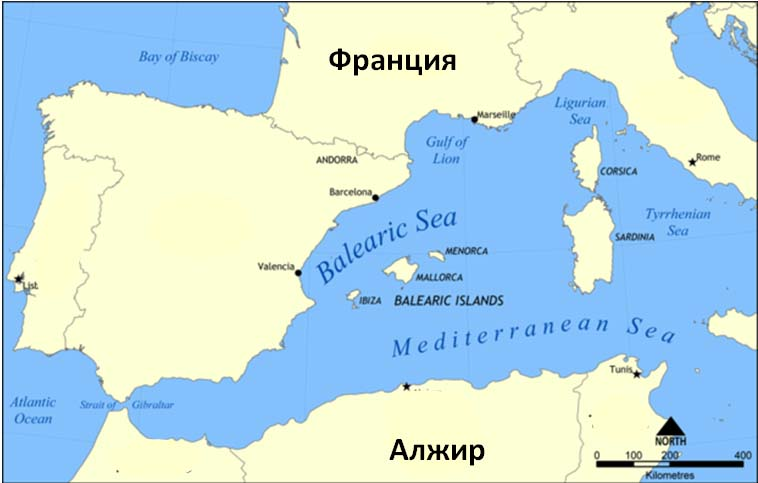 Bay of Biscay
Франция
Marseille
Ligurian
Sea
Gulf of
Lion
ANDORRA
Rome
CORSICA
Barcelona
Balearic Sea
Tyrrhenian
Sea
SARDINIA
MENORCA
Valencia
MALLORCA
IBIZA
BALEARIC ISLANDS
Mediterranean Sea
Tunis
Atlantic
Ocean
Strait of Gibraltar
Алжир
NORTH
0 100 200 400
Kilometres